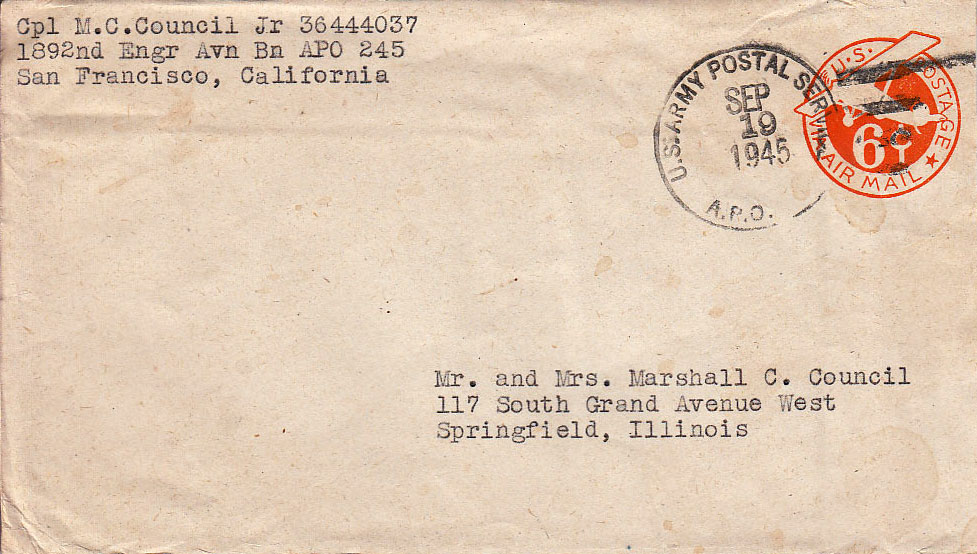 Cpl M.C.Council Jr 36444037
1892nd Engr Avn Bn APO 245
San Francisco, California
U.S. ARMY POSTAL SERVICE
SEP
19
1945
A.P.O.
U.S. POSTAGE
6¢
VIA AIR MAIL
Mr. and Mrs. Marshall C. Council
117 South Grand Avenue West
Springfield, Illinois